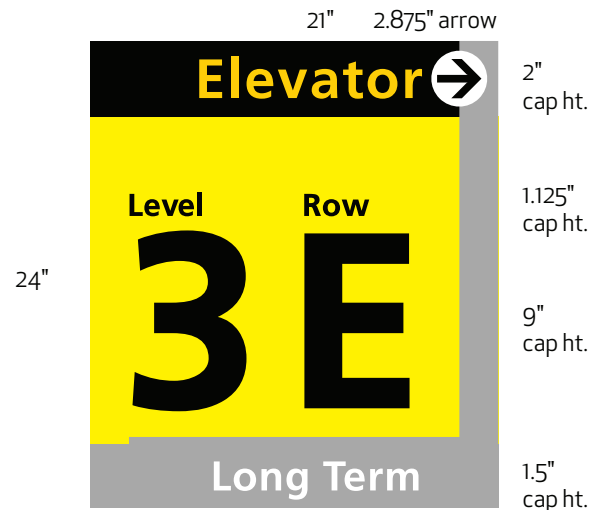 21" 2.875" arrow
Elevator
2"
cap ht.
Level Row
1.125"
cap ht.
3 E
24"
9"
cap ht.
Long Term
1.5"
cap ht.